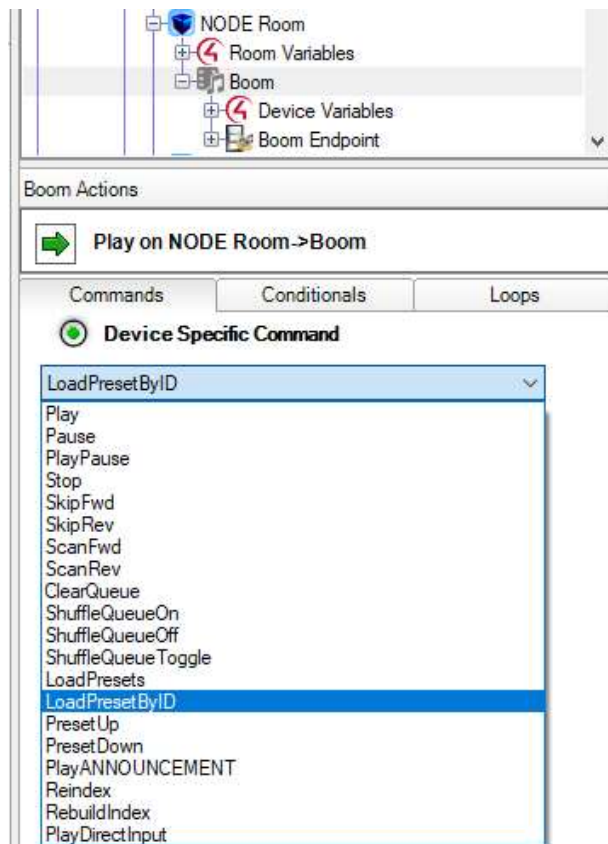 NODE Room
Room Variables
Boom
Device Variables
Boom Endpoint
Boom Actions
Play on NODE Room->Boom
Commands Conditionals Loops
Device Specific Command
LoadPresetByID
Play
Pause
PlayPause
Stop
SkipFwd
SkipRev
ScanFwd
ScanRev
ClearQueue
ShuffleQueueOn
ShuffleQueueOff
ShuffleQueueToggle
LoadPresets
LoadPresetByID
PresetUp
PresetDown
PlayANNOUNCEMENT
Reindex
RebuildIndex
PlayDirectInput